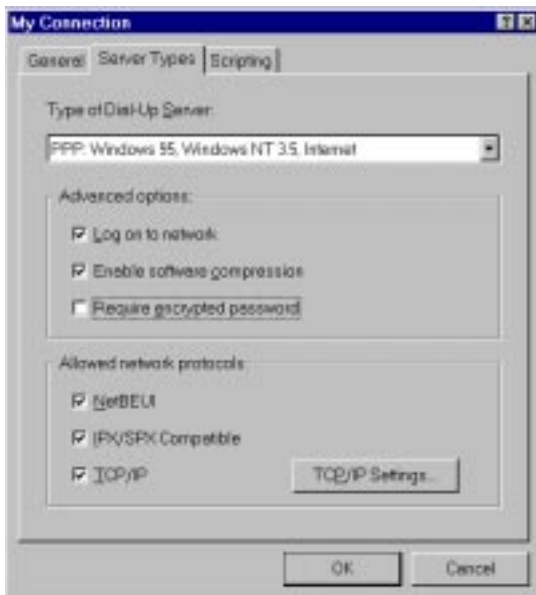 My Connection
General Server Types Scripting
Type of Dial-Up Server:
PPP: Windows 95, Windows NT 3.5, Internet
Advanced options:
Log on to network
Enable software compression
Require encrypted password
Allowed network protocols:
NetBEUI
IPX/SPX Compatible
TCP/IP
TCP/IP Settings...
OK Cancel